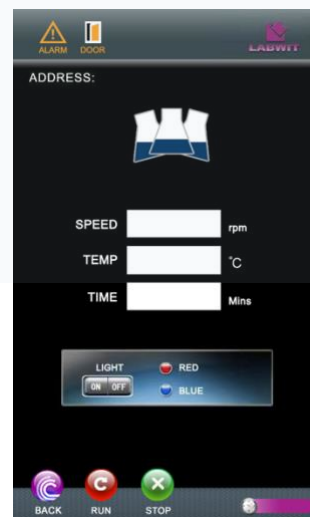 ALARM DOOR LABWIT
ADDRESS:
SPEED rpm
TEMP °C
TIME Mins
LIGHT RED
ON OFF BLUE
BACK RUN STOP